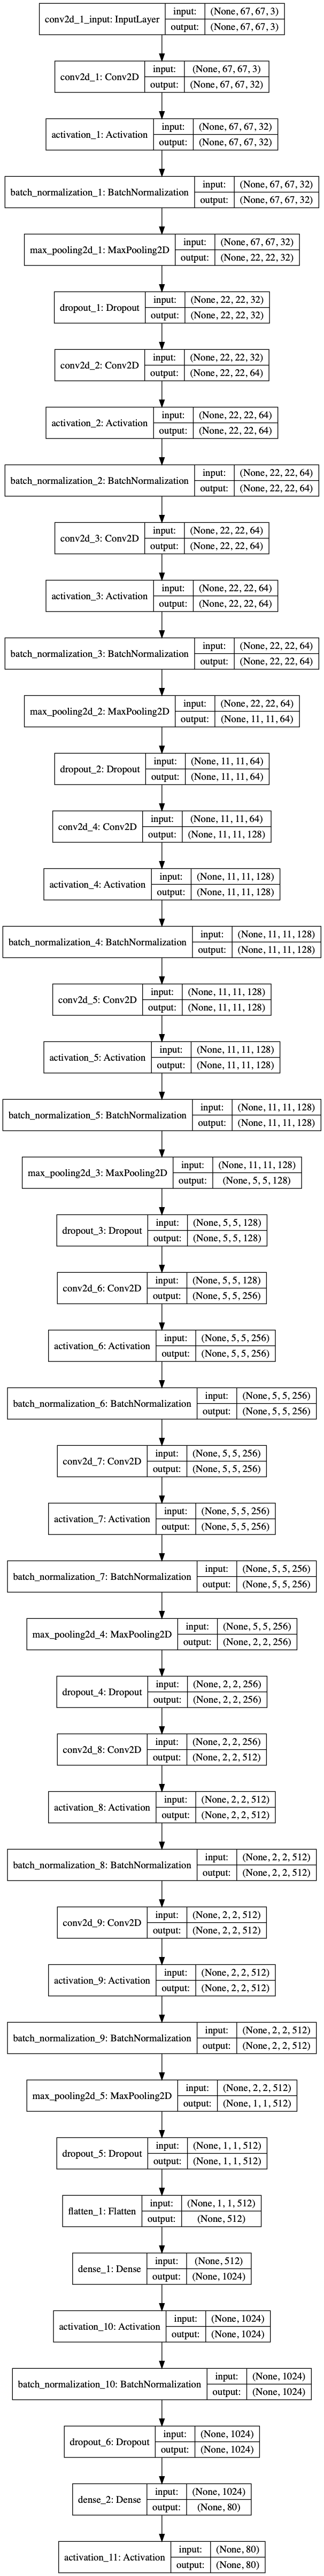 conv2d_1_input: InputLayer input: (None, 67, 67, 3)
output: (None, 67, 67, 3)
conv2d_1: Conv2D input: (None, 67, 67, 3)
output: (None, 67, 67, 32)
activation_1: Activation input: (None, 67, 67, 32)
output: (None, 67, 67, 32)
batch_normalization_1: BatchNormalization input: (None, 67, 67, 32)
output: (None, 67, 67, 32)
max_pooling2d_1: MaxPooling2D input: (None, 67, 67, 32)
output: (None, 22, 22, 32)
dropout_1: Dropout input: (None, 22, 22, 32)
output: (None, 22, 22, 32)
conv2d_2: Conv2D input: (None, 22, 22, 32)
output: (None, 22, 22, 64)
activation_2: Activation input: (None, 22, 22, 64)
output: (None, 22, 22, 64)
batch_normalization_2: BatchNormalization input: (None, 22, 22, 64)
output: (None, 22, 22, 64)
conv2d_3: Conv2D input: (None, 22, 22, 64)
output: (None, 22, 22, 64)
activation_3: Activation input: (None, 22, 22, 64)
output: (None, 22, 22, 64)
batch_normalization_3: BatchNormalization input: (None, 22, 22, 64)
output: (None, 22, 22, 64)
max_pooling2d_2: MaxPooling2D input: (None, 22, 22, 64)
output: (None, 11, 11, 64)
dropout_2: Dropout input: (None, 11, 11, 64)
output: (None, 11, 11, 64)
conv2d_4: Conv2D input: (None, 11, 11, 64)
output: (None, 11, 11, 128)
activation_4: Activation input: (None, 11, 11, 128)
output: (None, 11, 11, 128)
batch_normalization_4: BatchNormalization input: (None, 11, 11, 128)
output: (None, 11, 11, 128)
conv2d_5: Conv2D input: (None, 11, 11, 128)
output: (None, 11, 11, 128)
activation_5: Activation input: (None, 11, 11, 128)
output: (None, 11, 11, 128)
batch_normalization_5: BatchNormalization input: (None, 11, 11, 128)
output: (None, 11, 11, 128)
max_pooling2d_3: MaxPooling2D input: (None, 11, 11, 128)
output: (None, 5, 5, 128)
dropout_3: Dropout input: (None, 5, 5, 128)
output: (None, 5, 5, 128)
conv2d_6: Conv2D input: (None, 5, 5, 128)
output: (None, 5, 5, 256)
activation_6: Activation input: (None, 5, 5, 256)
output: (None, 5, 5, 256)
batch_normalization_6: BatchNormalization input: (None, 5, 5, 256)
output: (None, 5, 5, 256)
conv2d_7: Conv2D input: (None, 5, 5, 256)
output: (None, 5, 5, 256)
activation_7: Activation input: (None, 5, 5, 256)
output: (None, 5, 5, 256)
batch_normalization_7: BatchNormalization input: (None, 5, 5, 256)
output: (None, 5, 5, 256)
max_pooling2d_4: MaxPooling2D input: (None, 5, 5, 256)
output: (None, 2, 2, 256)
dropout_4: Dropout input: (None, 2, 2, 256)
output: (None, 2, 2, 256)
conv2d_8: Conv2D input: (None, 2, 2, 256)
output: (None, 2, 2, 512)
activation_8: Activation input: (None, 2, 2, 512)
output: (None, 2, 2, 512)
batch_normalization_8: BatchNormalization input: (None, 2, 2, 512)
output: (None, 2, 2, 512)
conv2d_9: Conv2D input: (None, 2, 2, 512)
output: (None, 2, 2, 512)
activation_9: Activation input: (None, 2, 2, 512)
output: (None, 2, 2, 512)
batch_normalization_9: BatchNormalization input: (None, 2, 2, 512)
output: (None, 2, 2, 512)
max_pooling2d_5: MaxPooling2D input: (None, 2, 2, 512)
output: (None, 1, 1, 512)
dropout_5: Dropout input: (None, 1, 1, 512)
output: (None, 1, 1, 512)
flatten_1: Flatten input: (None, 1, 1, 512)
output: (None, 512)
dense_1: Dense input: (None, 512)
output: (None, 1024)
activation_10: Activation input: (None, 1024)
output: (None, 1024)
batch_normalization_10: BatchNormalization input: (None, 1024)
output: (None, 1024)
dropout_6: Dropout input: (None, 1024)
output: (None, 1024)
dense_2: Dense input: (None, 1024)
output: (None, 80)
activation_11: Activation input: (None, 80)
output: (None, 80)